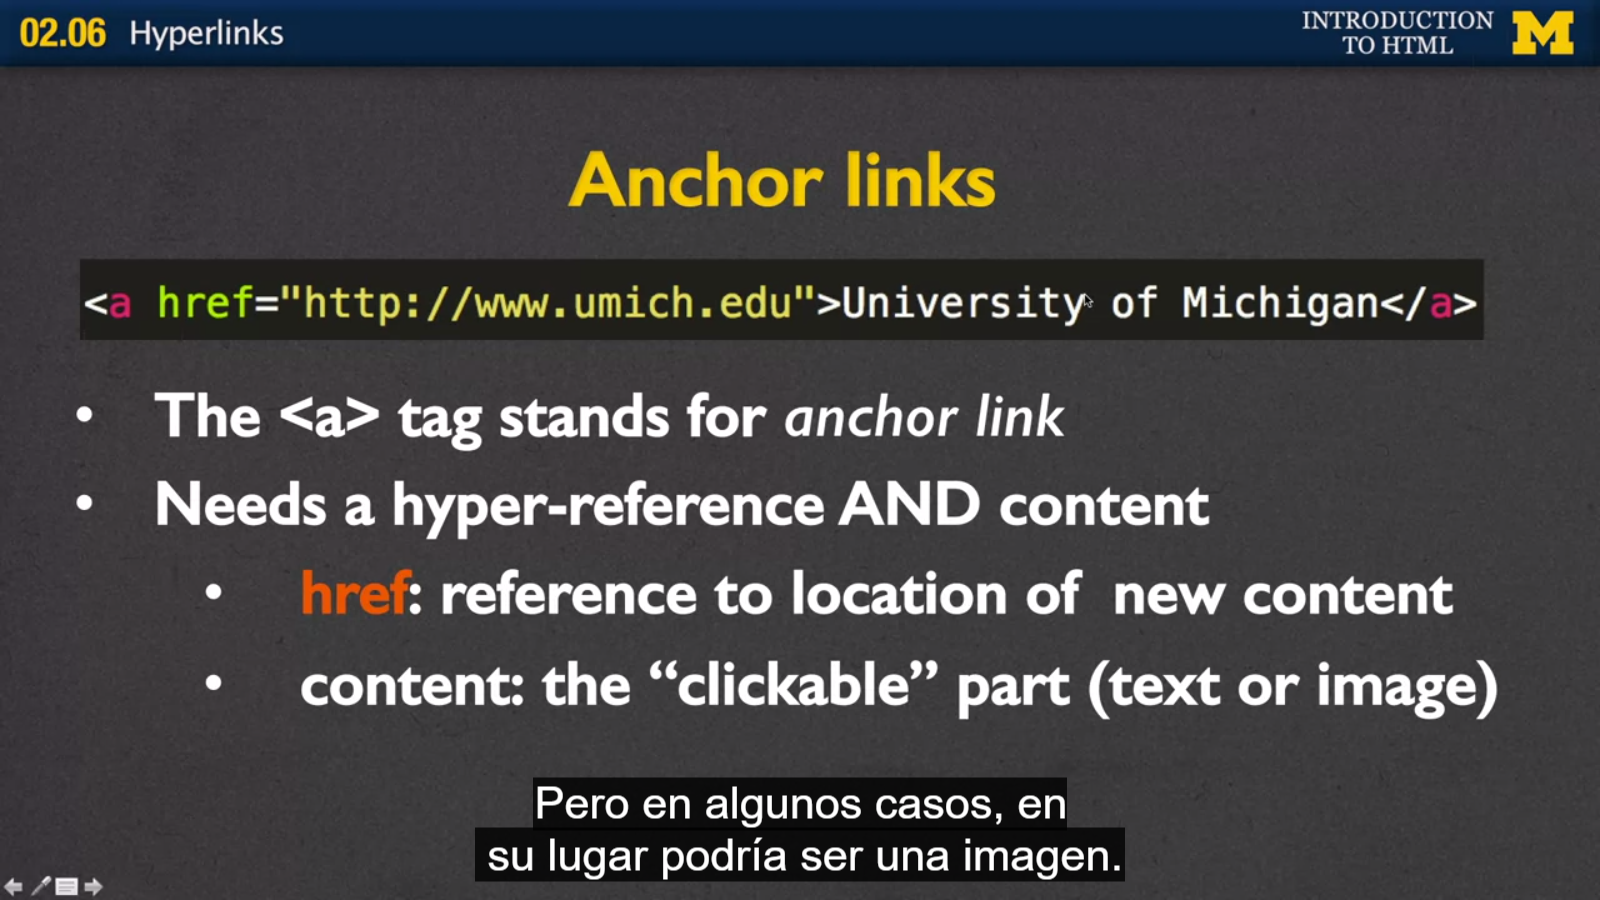 02.06 Hyperlinks
INTRODUCTION
TO HTML
M
Anchor links
<a href="http://www.umich.edu">University of Michigan</a>
• The <a> tag stands for anchor link
• Needs a hyper-reference AND content
• href: reference to location of new content
• content: the “clickable” part (text or image)
Pero en algunos casos, en
su lugar podría ser una imagen.